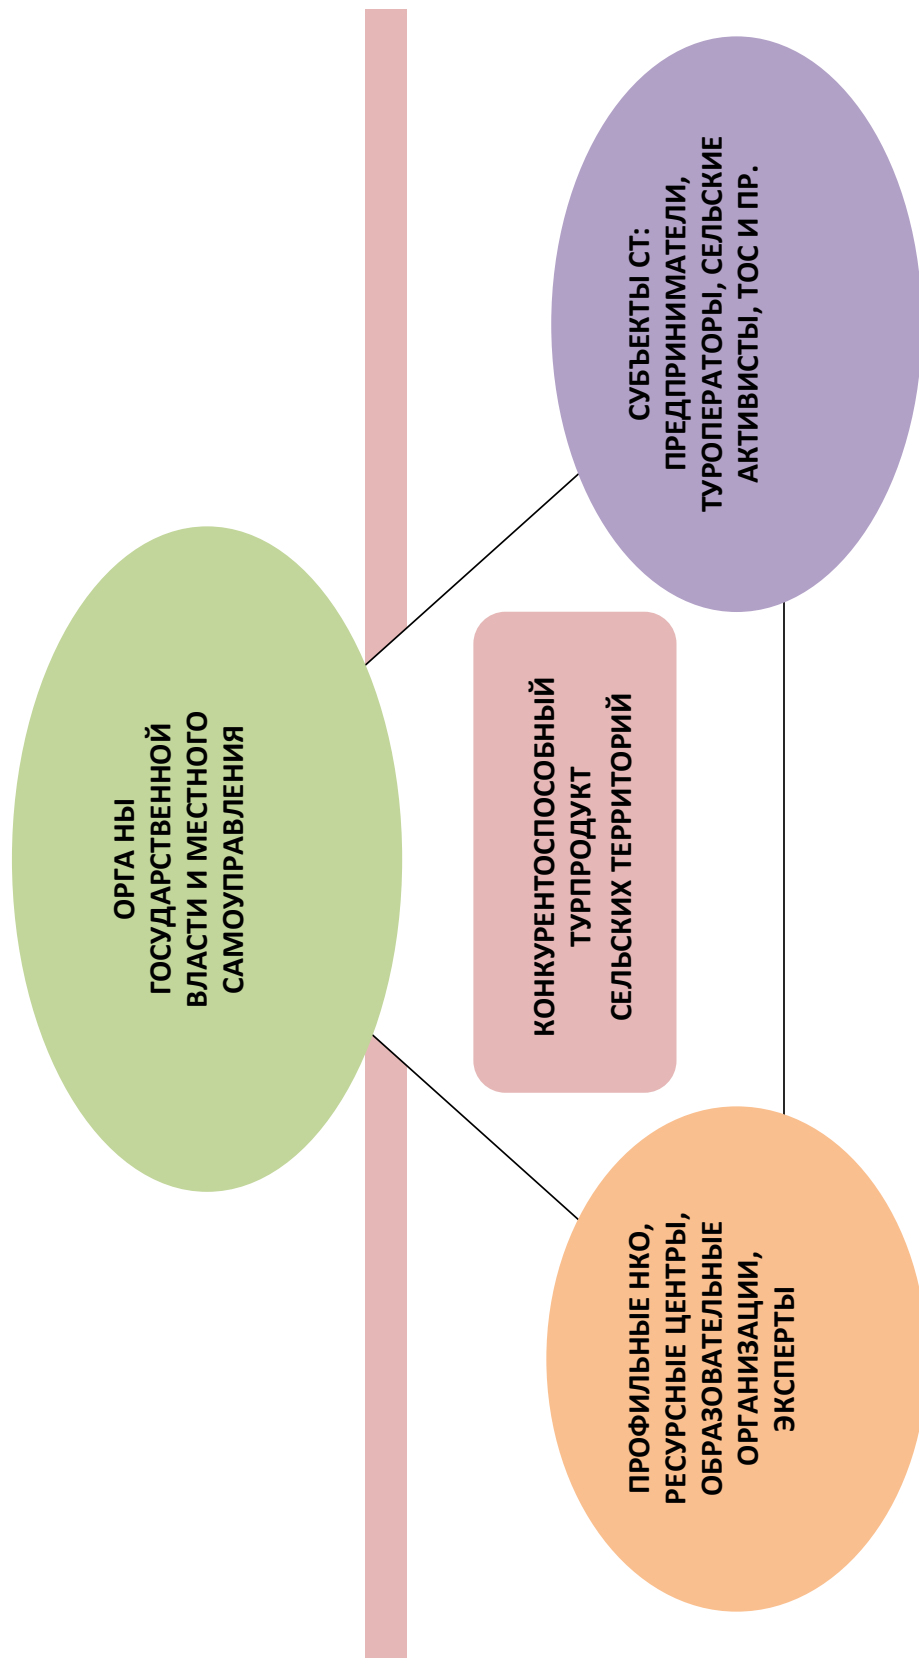 ОРГА НЫ
ГОСУДАРСТВЕННОЙ
ВЛАСТИ И МЕСТНОГО
САМОУПРАВЛЕНИЯ
КОНКУРЕНТОСПОСОБНЫЙ
ТУРПРОДУКТ
СЕЛЬСКИХ ТЕРРИТОРИЙ
ПРОФИЛЬНЫЕ НКО,
РЕСУРСНЫЕ ЦЕНТРЫ,
ОБРАЗОВАТЕЛЬНЫЕ
ОРГАНИЗАЦИИ,
ЭКСПЕРТЫ
СУБЪЕКТЫ СТ:
ПРЕДПРИНИМАТЕЛИ,
ТУРОПЕРАТОРЫ, СЕЛЬСКИЕ
АКТИВИСТЫ, ТОС И ПР.